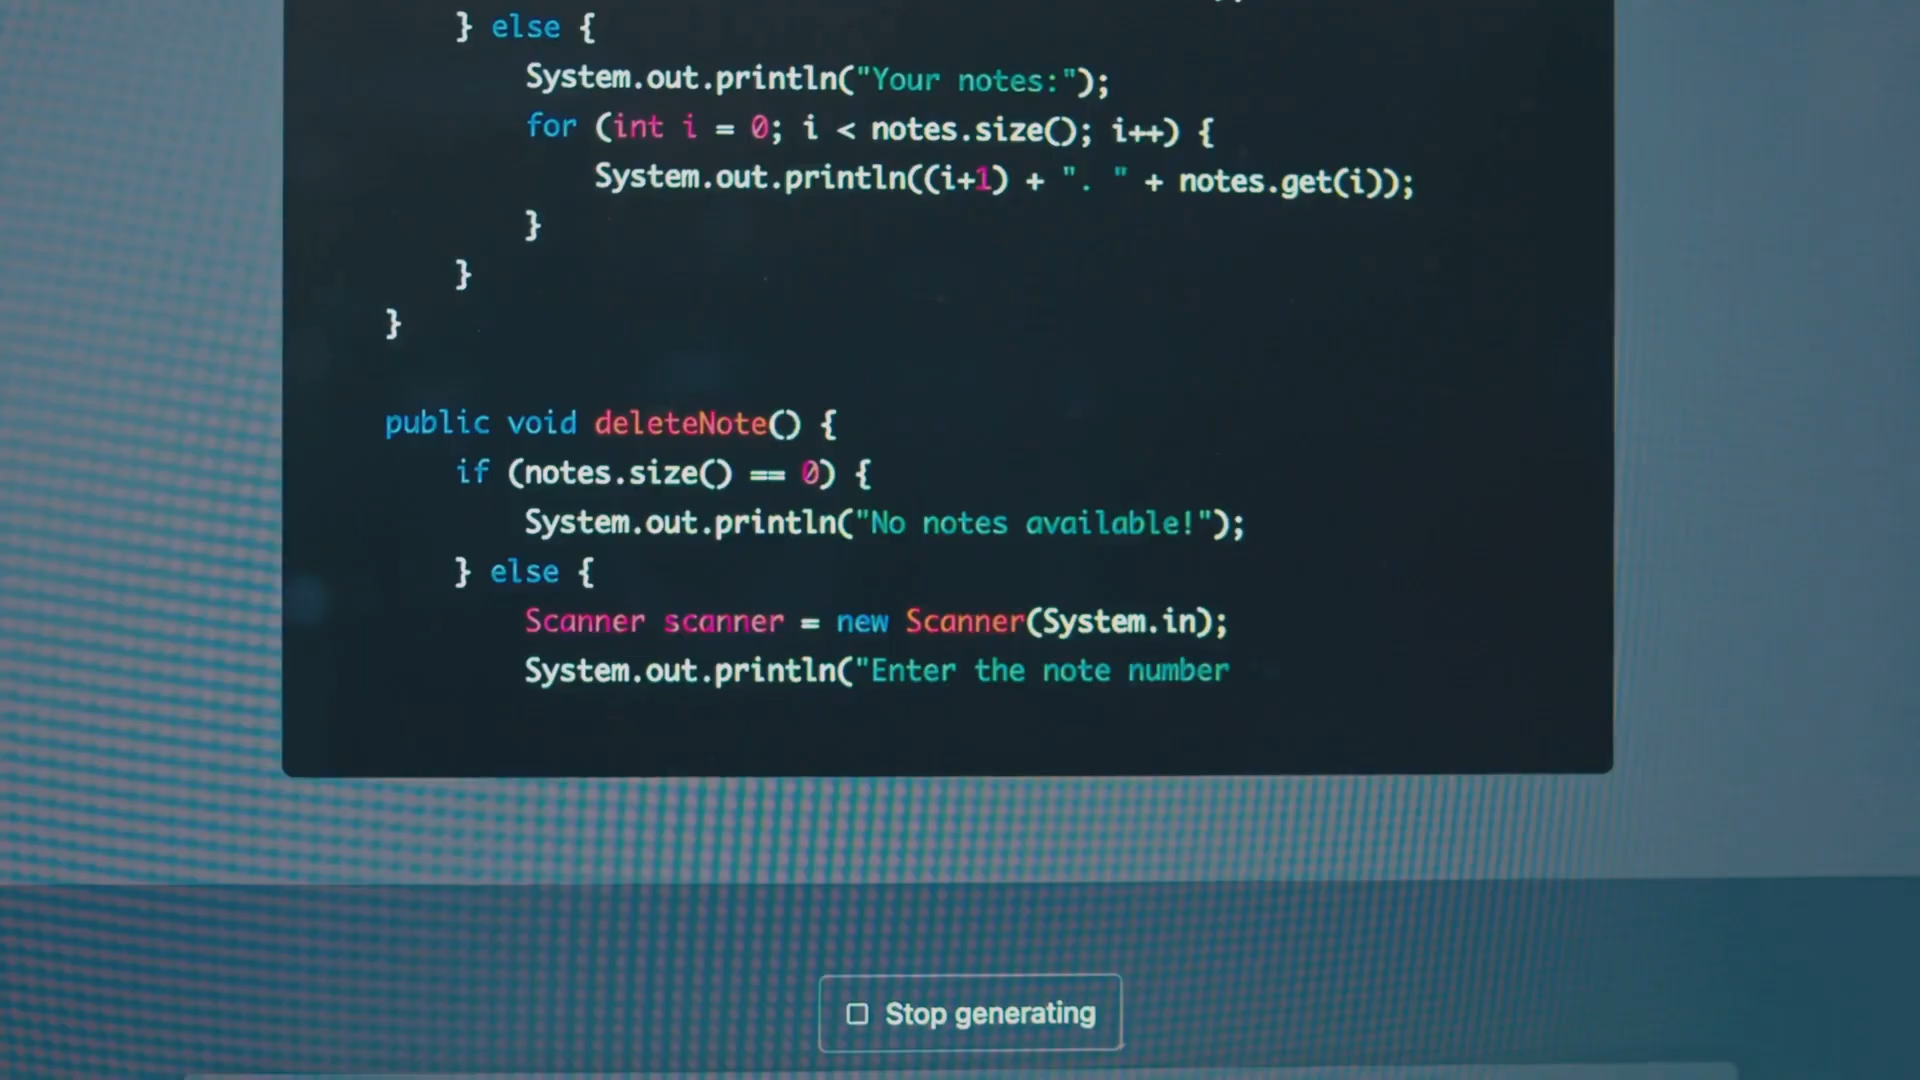 } else {
System.out.println("Your notes:");
for (int i = 0; i < notes.size(); i++) {
System.out.println((i+1) + ". " + notes.get(i));
}
}
}
public void deleteNote() {
if (notes.size() == 0) {
System.out.println("No notes available!");
} else {
Scanner scanner = new Scanner(System.in);
System.out.println("Enter the note number
Stop generating